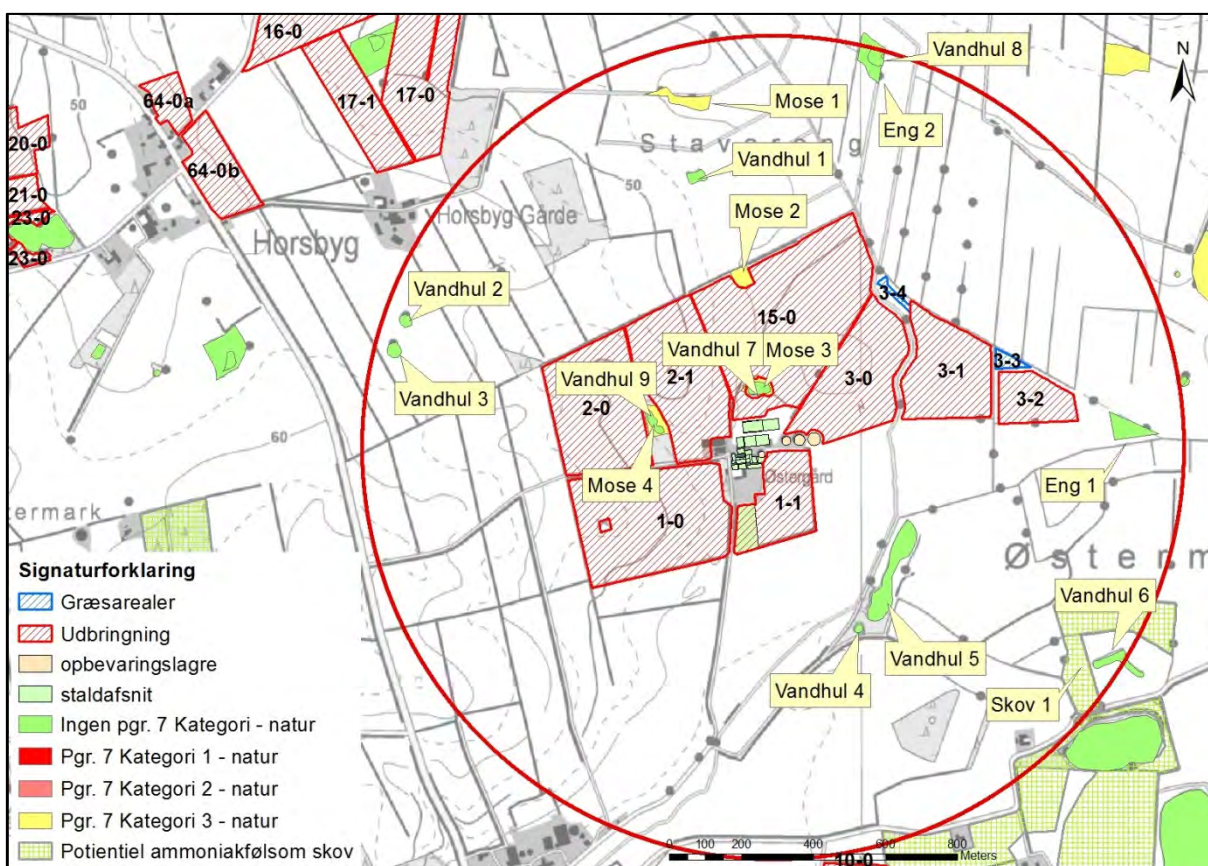 16-0
Vandhul 8
N
50
64-0a
17-1
17-0
Mose 1
20-0
Stavsreng
Eng 2
64-0b
Vandhul 1
21-0
50
23-0
Horsbyg Gårde
Mose 2
Horsbyg
23-0
Vandhul 2
3-4
15-0
Vandhul 7
Mose 3
3-3
Vandhul 9
2-1
3-0
3-1
Vandhul 3
2-0
3-2
60
Mose 4
Østergård
Eng 1
termark
1-0
1-1
Østerm
Signaturforklaring
Græsarealer
Vandhul 6
Udbringning
opbevaringslagre
Vandhul 5
staldafsnit
Vandhul 4
Skov 1
Ingen pgr. 7 Kategori - natur
Pgr. 7 Kategori 1 - natur
Pgr. 7 Kategori 2 - natur
Pgr. 7 Kategori 3 - natur
Potientiel ammoniakfølsom skov
0 100 200 400 600 800
Meters
10-0